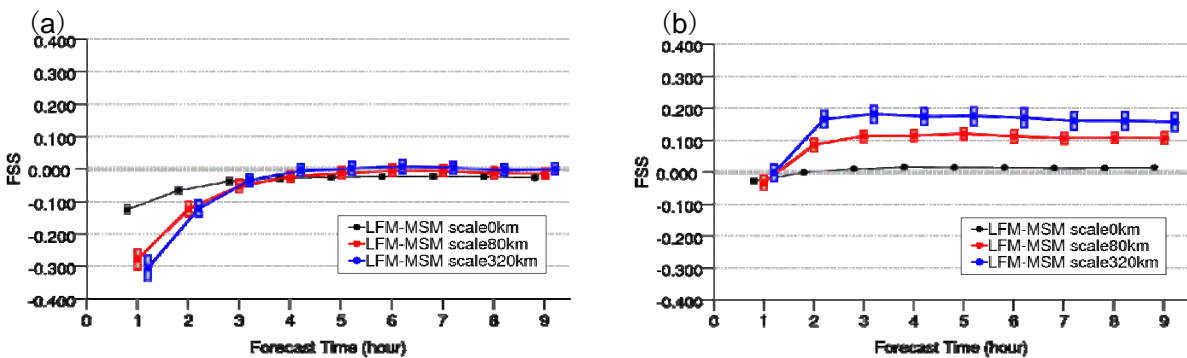 (a)
FSS
0.400
0.300
0.200
0.100
0.000
-0.100
-0.200
-0.300
-0.400
0 1 2 3 4 5 6 7 8 9
Forecast Time (hour)
LFM-MSM scale0km
LFM-MSM scale80km
LFM-MSM scale320km
(b)
FSS
0.400
0.300
0.200
0.100
0.000
-0.100
-0.200
-0.300
-0.400
0 1 2 3 4 5 6 7 8 9
Forecast Time (hour)
LFM-MSM scale0km
LFM-MSM scale80km
LFM-MSM scale320km